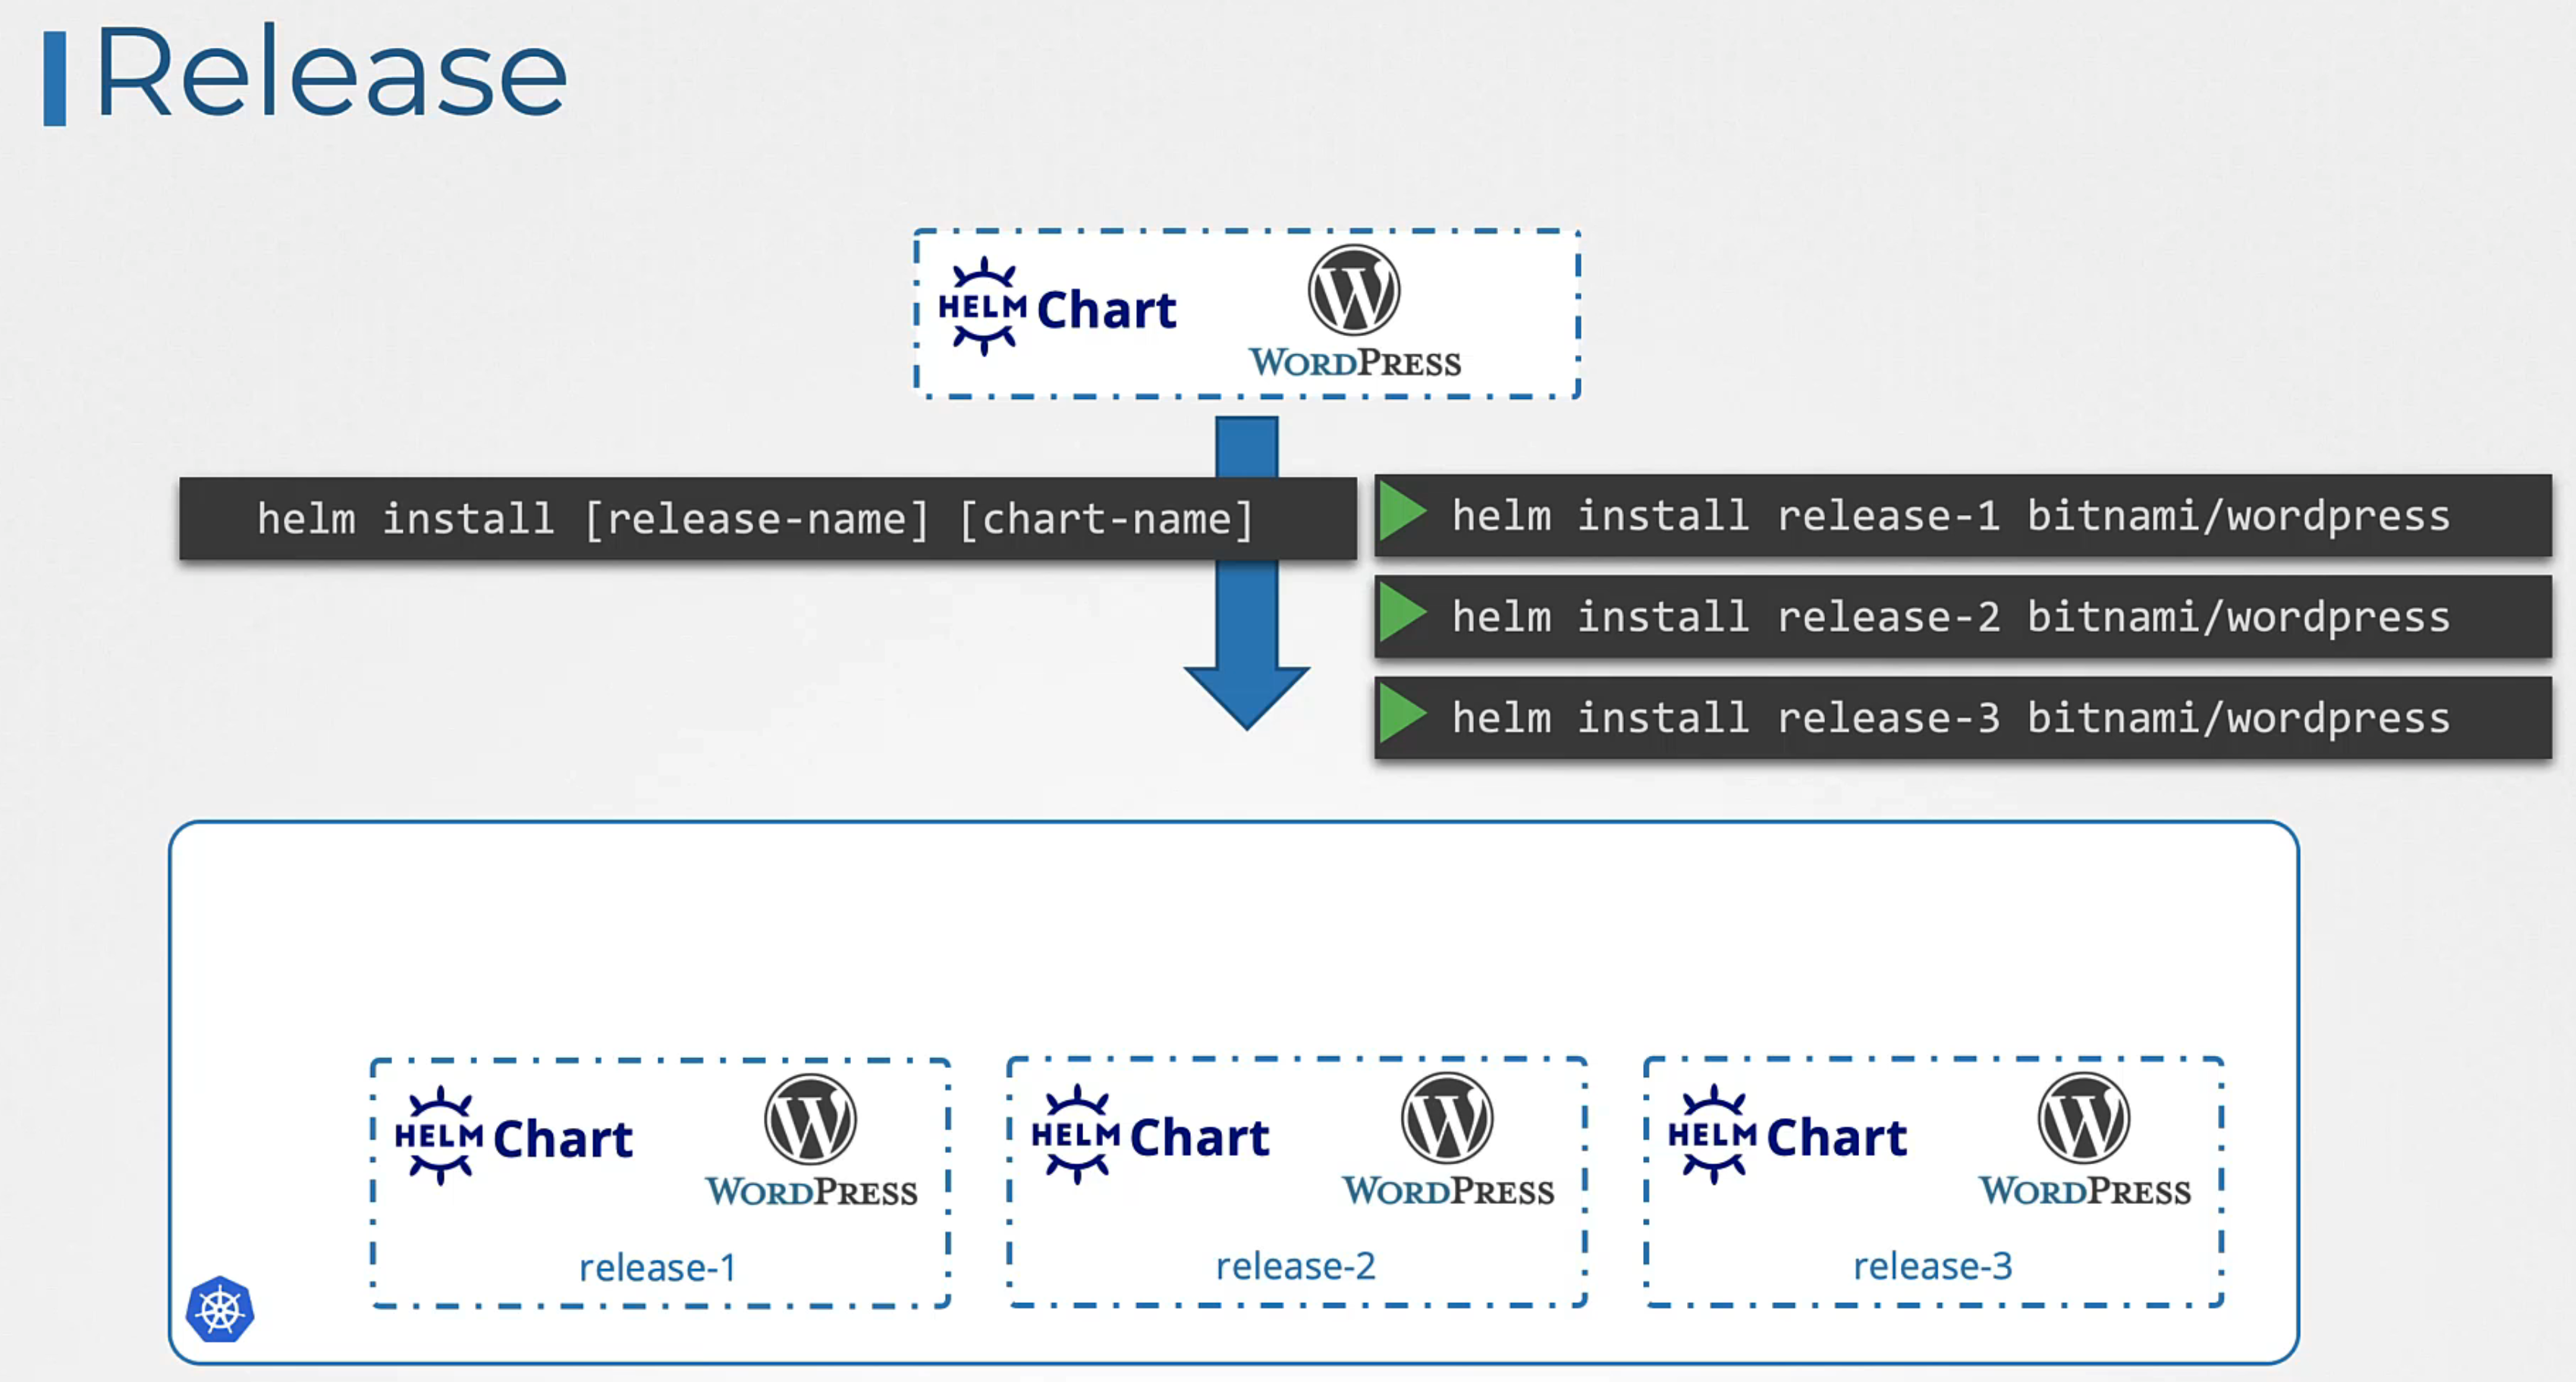 Release
HELM Chart
WORDPRESS
helm install [release-name] [chart-name]
helm install release-1 bitnami/wordpress
helm install release-2 bitnami/wordpress
helm install release-3 bitnami/wordpress
HELM Chart
WORDPRESS
release-1
HELM Chart
WORDPRESS
release-2
HELM Chart
WORDPRESS
release-3